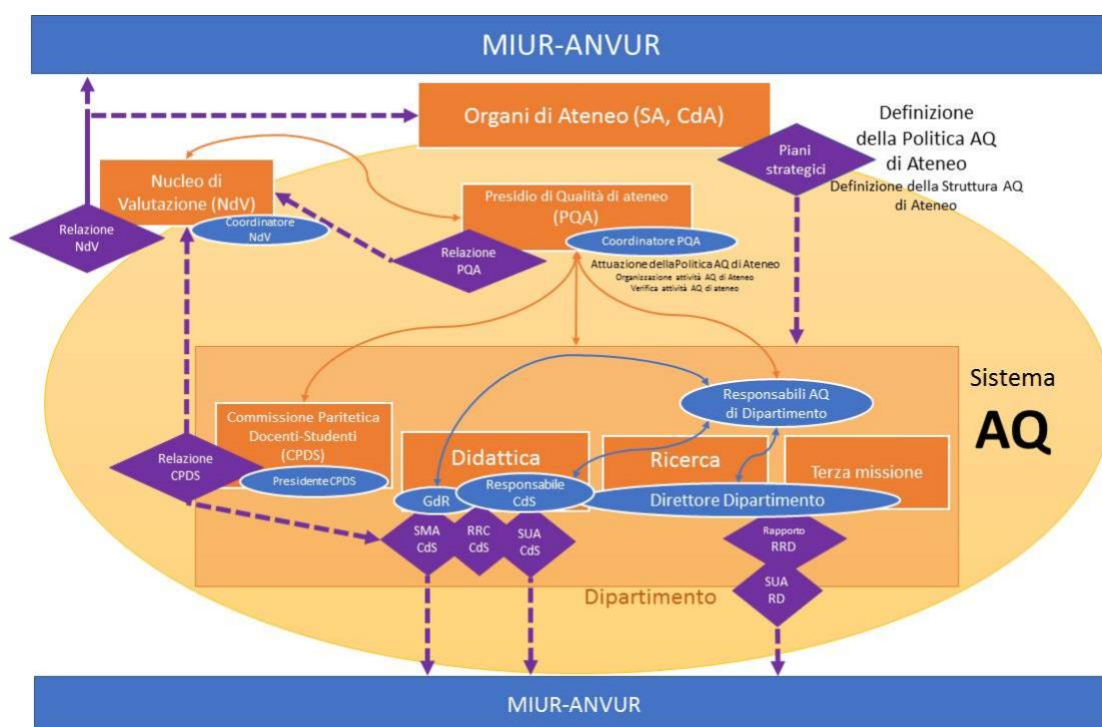 MIUR-ANVUR
Organi di Ateneo (SA, CdA)
Definizione
della Politica AQ
di Ateneo
Definizione della Struttura AQ
di Ateneo
Piani
strategici
Nucleo di
Valutazione (NdV)
Coordinatore
NdV
Relazione
NdV
Presidio di Qualità di ateneo
(PQA)
Coordinatore PQA
Relazione
PQA
Attuazione della Politica AQ di Ateneo
Organizzazione attività AQ di Ateneo
Verifica attività AQ di ateneo
Sistema
AQ
Responsabili AQ
di Dipartimento
Commissione Paritetica
Docenti-Studenti
(CPDS)
Presidente CPDS
Relazione
CPDS
Didattica
Ricerca
Terza missione
GdR
Responsabile
CdS
Direttore Dipartimento
SMA
CdS
RRC
CdS
SUA
CdS
Rapporto
RRD
SUA
RD
Dipartimento
MIUR-ANVUR